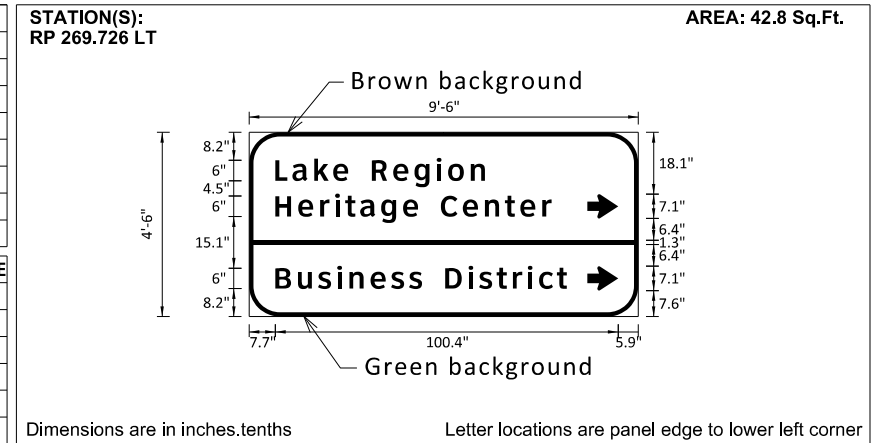 STATION(S):
RP 269.726 LT
AREA: 42.8 Sq.Ft.
Brown background
9'-6"
4'-6"
8.2"
6"
4.5"
6"
15.1"
6"
8.2"
Lake Region
Heritage Center
Business District
18.1"
7.1"
6.4"
1.3"
6.4"
7.1"
7.6"
7.7"
100.4"
5.9"
Green background
E
Dimensions are in inches.tenths
Letter locations are panel edge to lower left corner